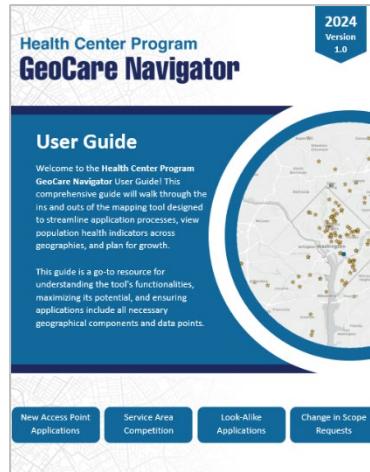 2024
Version
1.0
Health Center Program
GeoCare Navigator
User Guide
Welcome to the Health Center Program
GeoCare Navigator User Guide! This
comprehensive guide will walk through the
ins and outs of the mapping tool designed
to streamline application processes, view
population health indicators across
geographies, and plan for growth.
This guide is a go-to resource for
understanding the tool's functionalities,
maximizing its potential, and ensuring
applications include all necessary
geographical components and data points.
Washington
New Access Point
Applications
Service Area
Competition
Look-Alike
Applications
Change in Scope
Requests